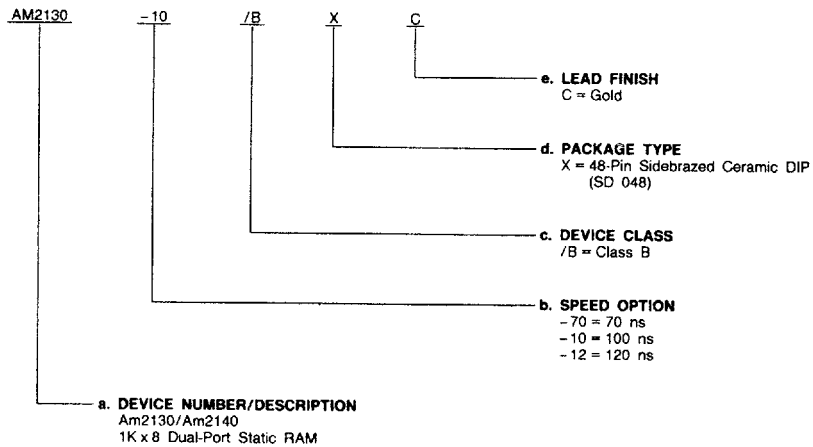 AM2130 -10 /B X C
e. LEAD FINISH
C = Gold
d. PACKAGE TYPE
X = 48-Pin Sidebrazed Ceramic DIP
(SD 048)
c. DEVICE CLASS
/B = Class B
b. SPEED OPTION
-70 = 70 ns
-10 = 100 ns
-12 = 120 ns
a. DEVICE NUMBER/DESCRIPTION
Am2130/Am2140
1K x 8 Dual-Port Static RAM